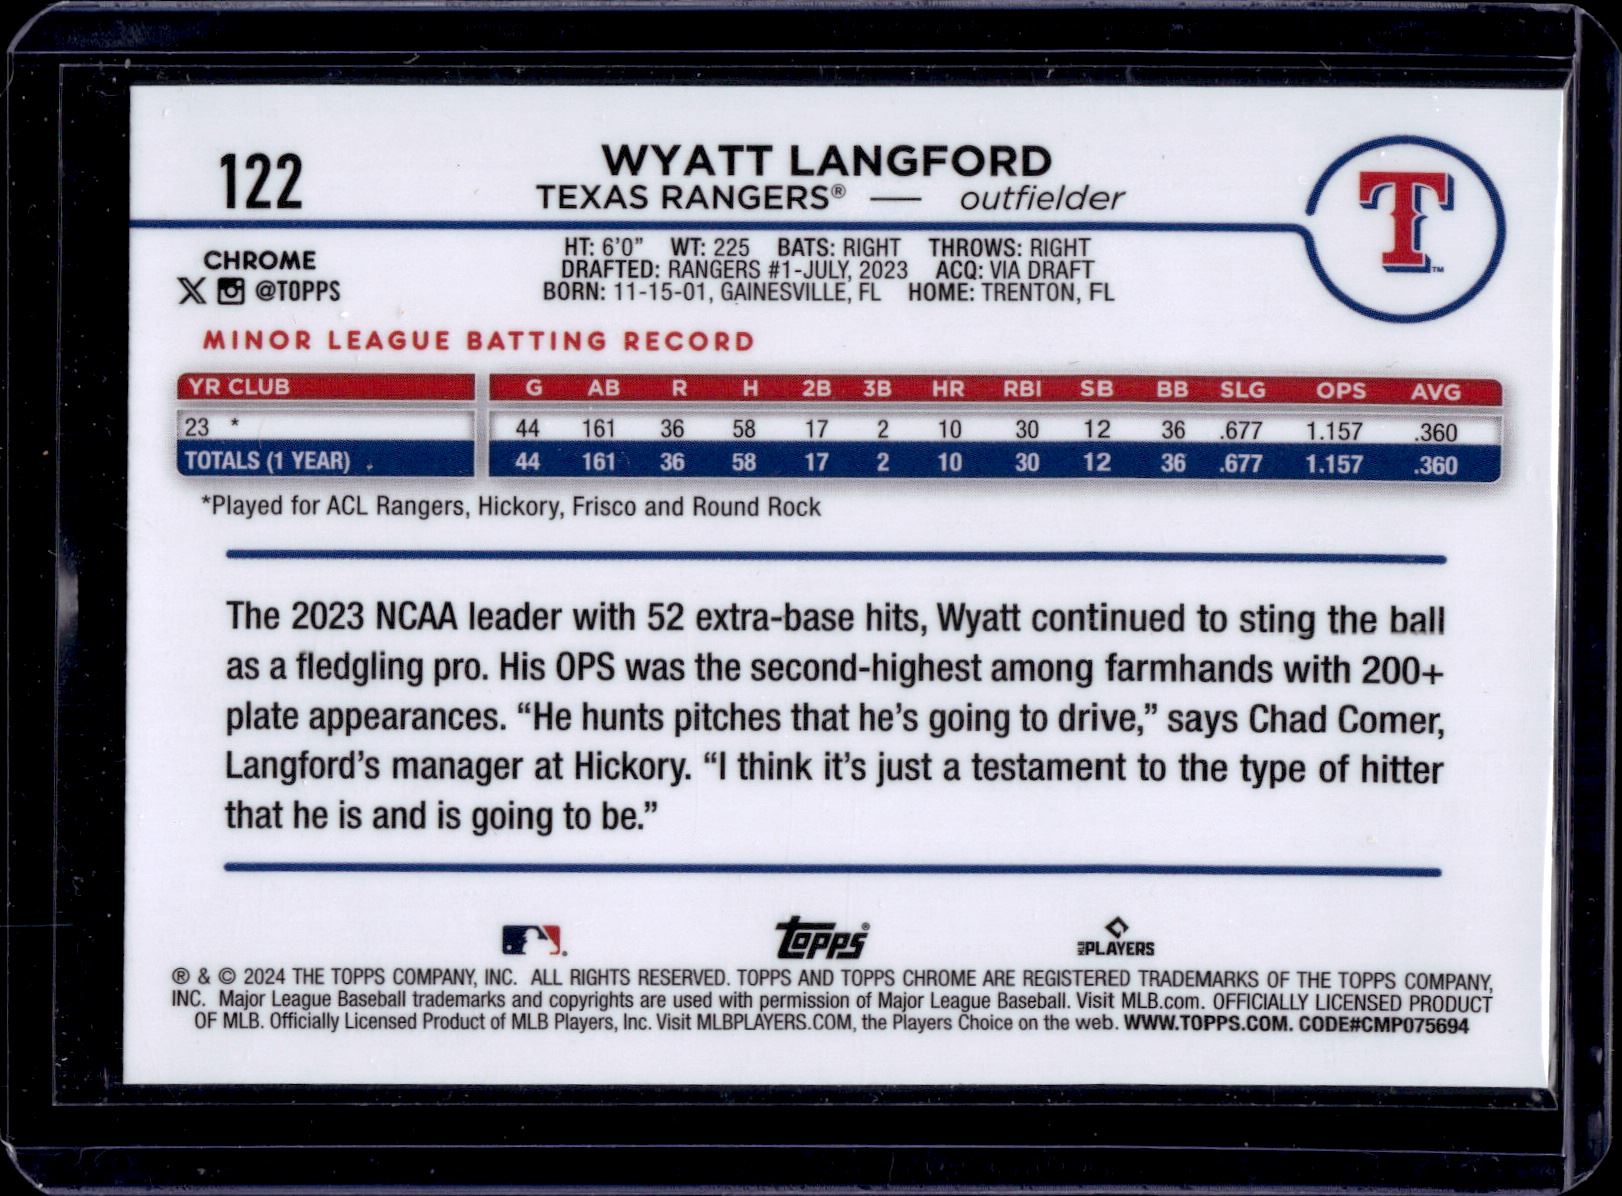 122
WYATT LANGFORD
TEXAS RANGERS® — outfielder
T™
CHROME
X @TOPPS
HT: 6'0" WT: 225 BATS: RIGHT THROWS: RIGHT
DRAFTED: RANGERS #1-JULY, 2023 ACQ: VIA DRAFT
BORN: 11-15-01, GAINESVILLE, FL HOME: TRENTON, FL
MINOR LEAGUE BATTING RECORD
YR CLUB G AB R H 2B 3B HR RBI SB BB SLG OPS AVG
23 * 44 161 36 58 17 2 10 30 12 36 .677 1.157 .360
TOTALS (1 YEAR) 44 161 36 58 17 2 10 30 12 36 .677 1.157 .360
*Played for ACL Rangers, Hickory, Frisco and Round Rock
The 2023 NCAA leader with 52 extra-base hits, Wyatt continued to sting the ball
as a fledgling pro. His OPS was the second-highest among farmhands with 200+
plate appearances. “He hunts pitches that he’s going to drive,” says Chad Comer,
Langford’s manager at Hickory. “I think it’s just a testament to the type of hitter
that he is and is going to be.”
topps® MLB PLAYERS
® & © 2024 THE TOPPS COMPANY, INC. ALL RIGHTS RESERVED. TOPPS AND TOPPS CHROME ARE REGISTERED TRADEMARKS OF THE TOPPS COMPANY,
INC. Major League Baseball trademarks and copyrights are used with permission of Major League Baseball. Visit MLB.com. OFFICIALLY LICENSED PRODUCT
OF MLB. Officially Licensed Product of MLB Players, Inc. Visit MLBPLAYERS.COM, the Players Choice on the web. WWW.TOPPS.COM. CODE#CMP075694